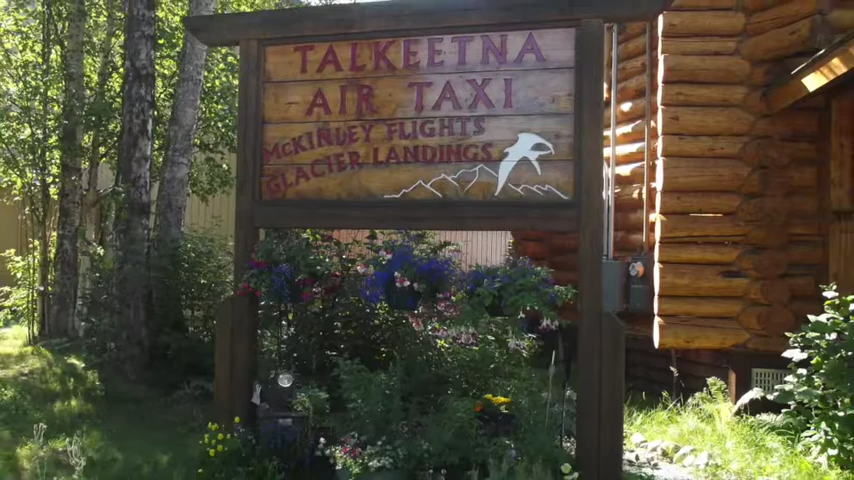 TALKEETNA
AIR TAXI
McKINLEY FLIGHTS
GLACIER LANDINGS